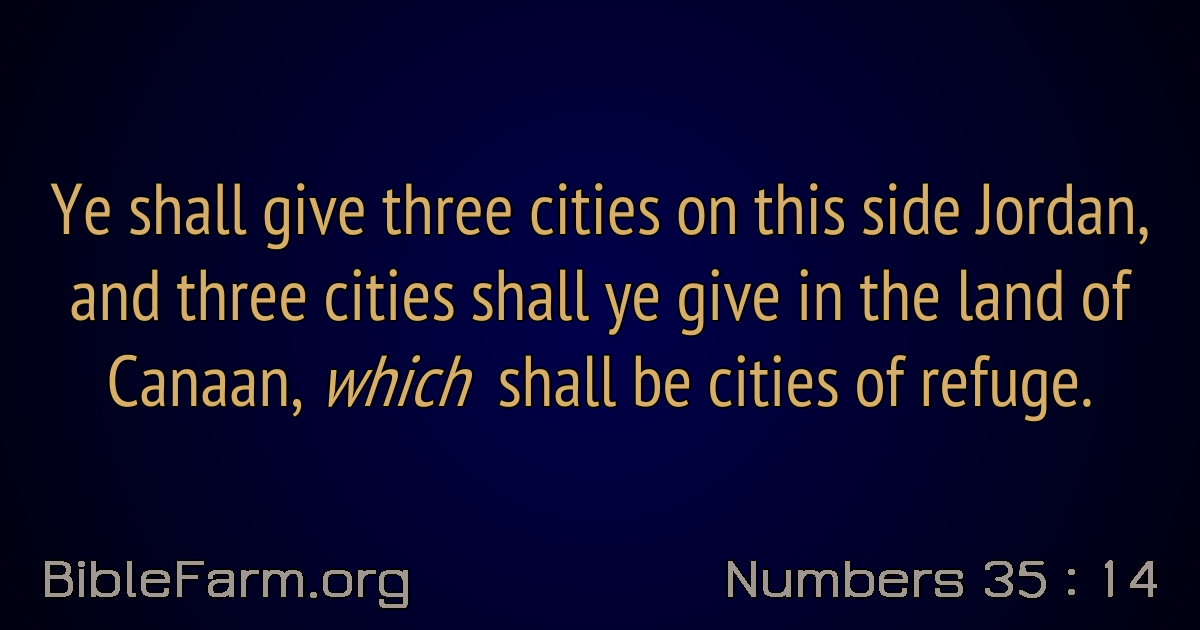 Ye shall give three cities on this side Jordan,
and three cities shall ye give in the land of
Canaan, which shall be cities of refuge.
BibleFarm.org
Numbers 35 : 14